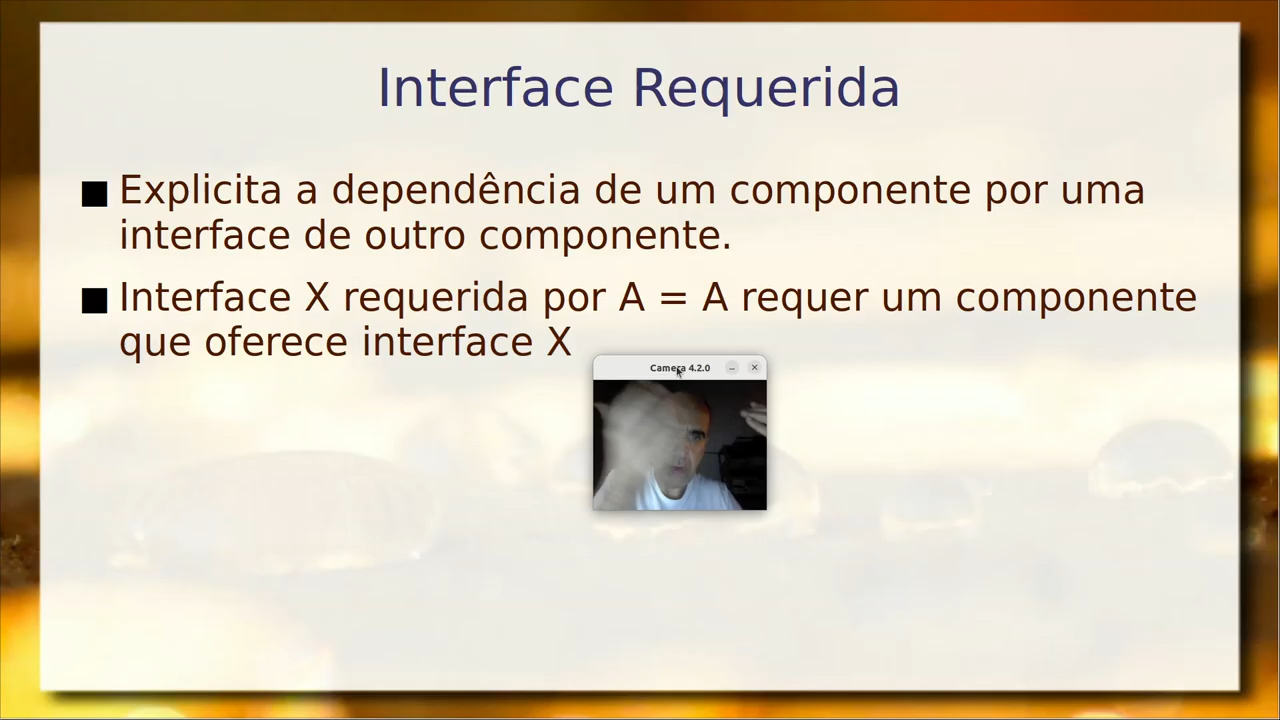 Interface Requerida
Explicita a dependência de um componente por uma
interface de outro componente.
Interface X requerida por A = A requer um componente
que oferece interface X
Camera 4.2.0